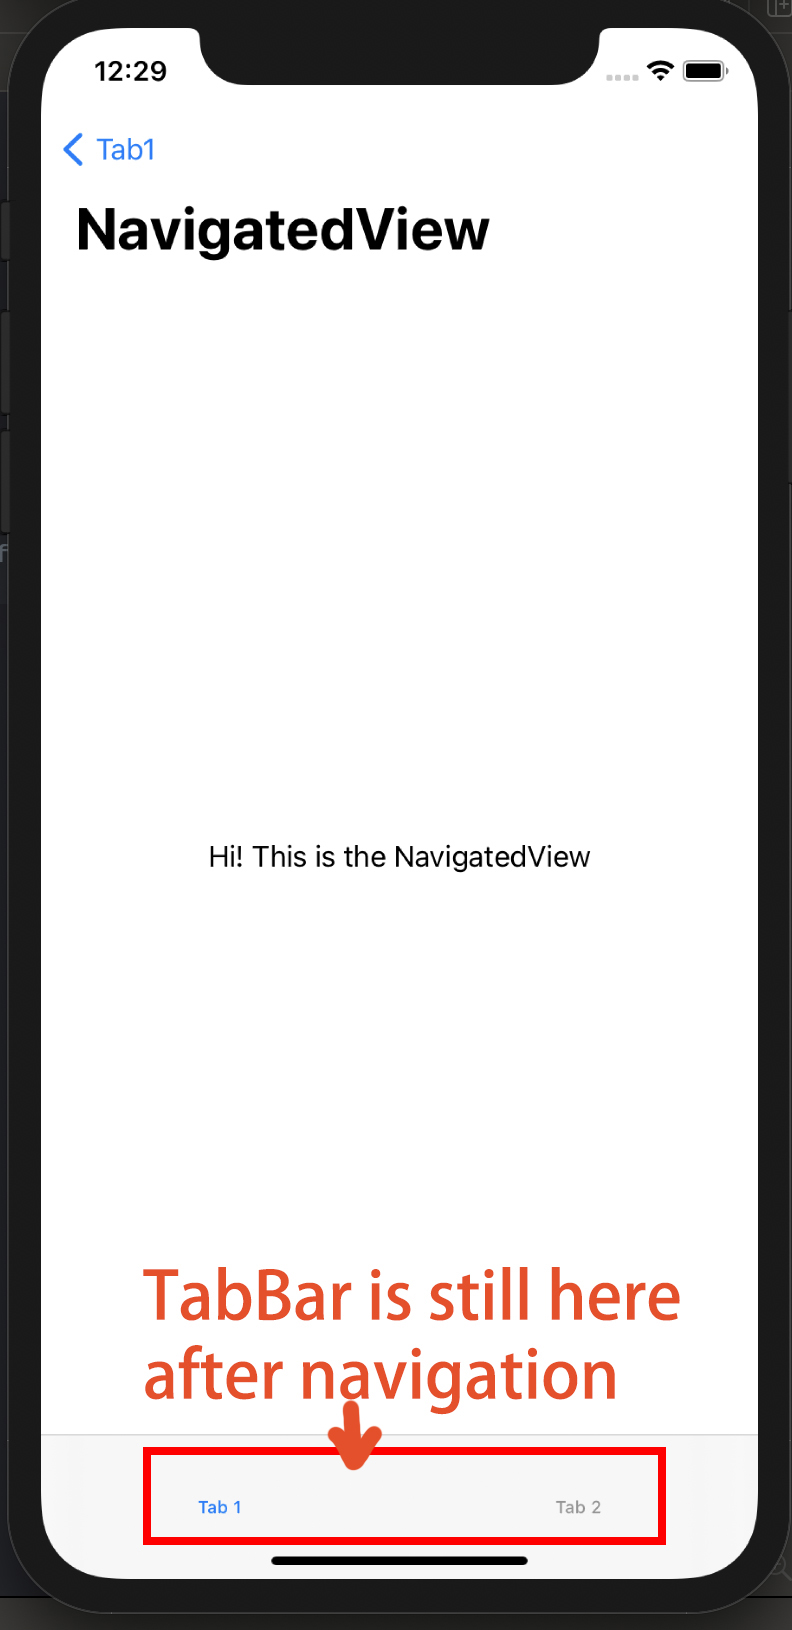 12:29
Tab1
NavigatedView
Hi! This is the NavigatedView
TabBar is still here
after navigation
Tab 1
Tab 2